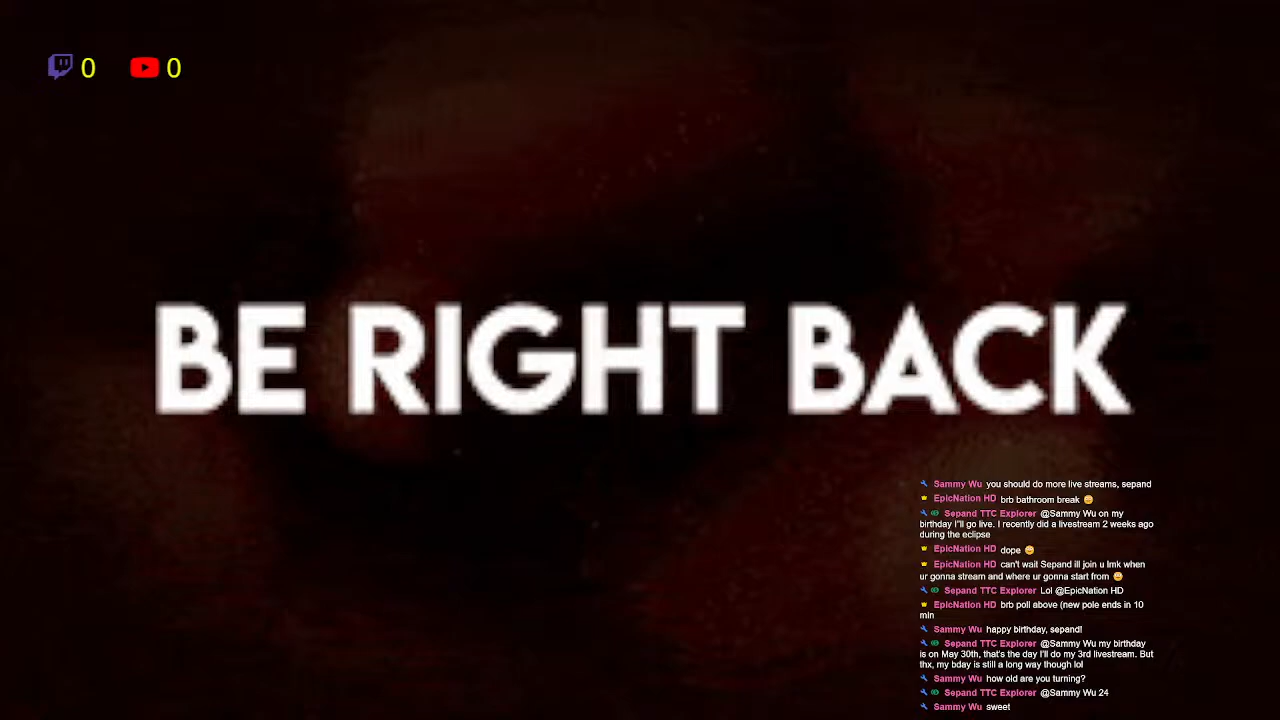 0 0
BE RIGHT BACK
Sammy Wu you should do more live streams, sepand
EpicNation HD brb bathroom break
Sepand TTC Explorer @Sammy Wu on my
birthday I"ll go live. I recently did a livestream 2 weeks ago
during the eclipse
EpicNation HD dope
EpicNation HD can't wait Sepand ill join u lmk when
ur gonna stream and where ur gonna start from
Sepand TTC Explorer Lol @EpicNation HD
EpicNation HD brb poll above (new pole ends in 10
min
Sammy Wu happy birthday, sepand!
Sepand TTC Explorer @Sammy Wu my birthday
is on May 30th, that's the day I'll do my 3rd livestream. But
thx, my bday is still a long way though lol
Sammy Wu how old are you turning?
Sepand TTC Explorer @Sammy Wu 24
Sammy Wu sweet